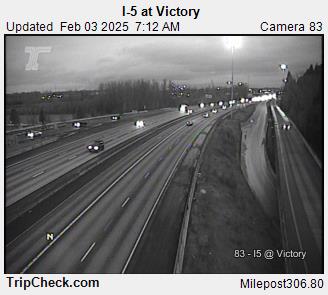 I-5 at Victory
Updated Feb 03 2025 7:12 AM Camera 83
N
83 - I5 @ Victory
TripCheck.com Milepost306.80